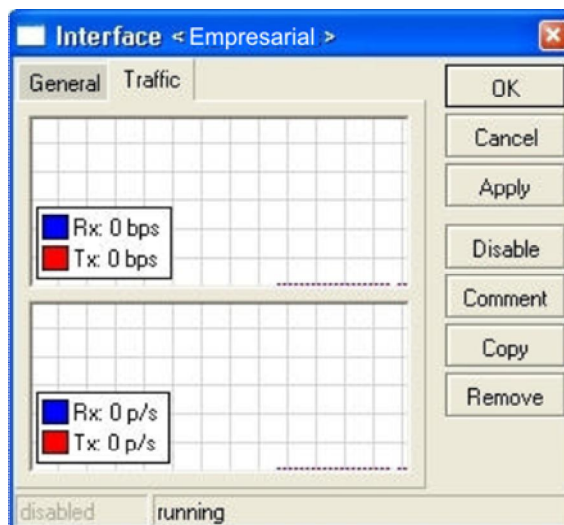 Interface < Empresarial >
General Traffic
Rx: 0 bps
Tx: 0 bps
Rx: 0 p/s
Tx: 0 p/s
OK
Cancel
Apply
Disable
Comment
Copy
Remove
disabled running